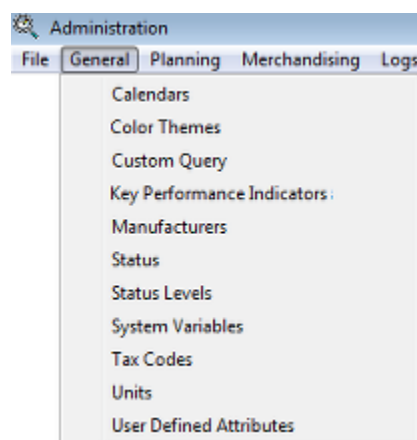 Administration
File General Planning Merchandising Logs
Calendars
Color Themes
Custom Query
Key Performance Indicators
Manufacturers
Status
Status Levels
System Variables
Tax Codes
Units
User Defined Attributes